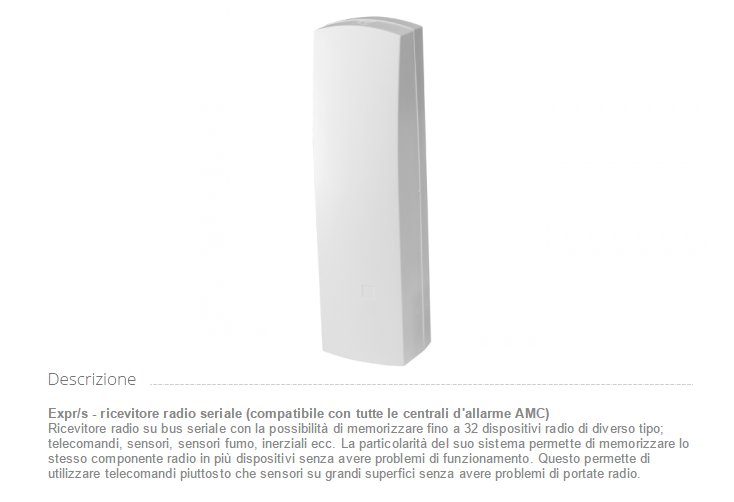 Descrizione
Expr/s - ricevitore radio seriale (compatibile con tutte le centrali d'allarme AMC)
Ricevitore radio su bus seriale con la possibilità di memorizzare fino a 32 dispositivi radio di diverso tipo;
telecomandi, sensori, sensori fumo, inerziali ecc. La particolarità del suo sistema permette di memorizzare lo
stesso componente radio in più dispositivi senza avere problemi di funzionamento. Questo permette di
utilizzare telecomandi piuttosto che sensori su grandi superfici senza avere problemi di portate radio.